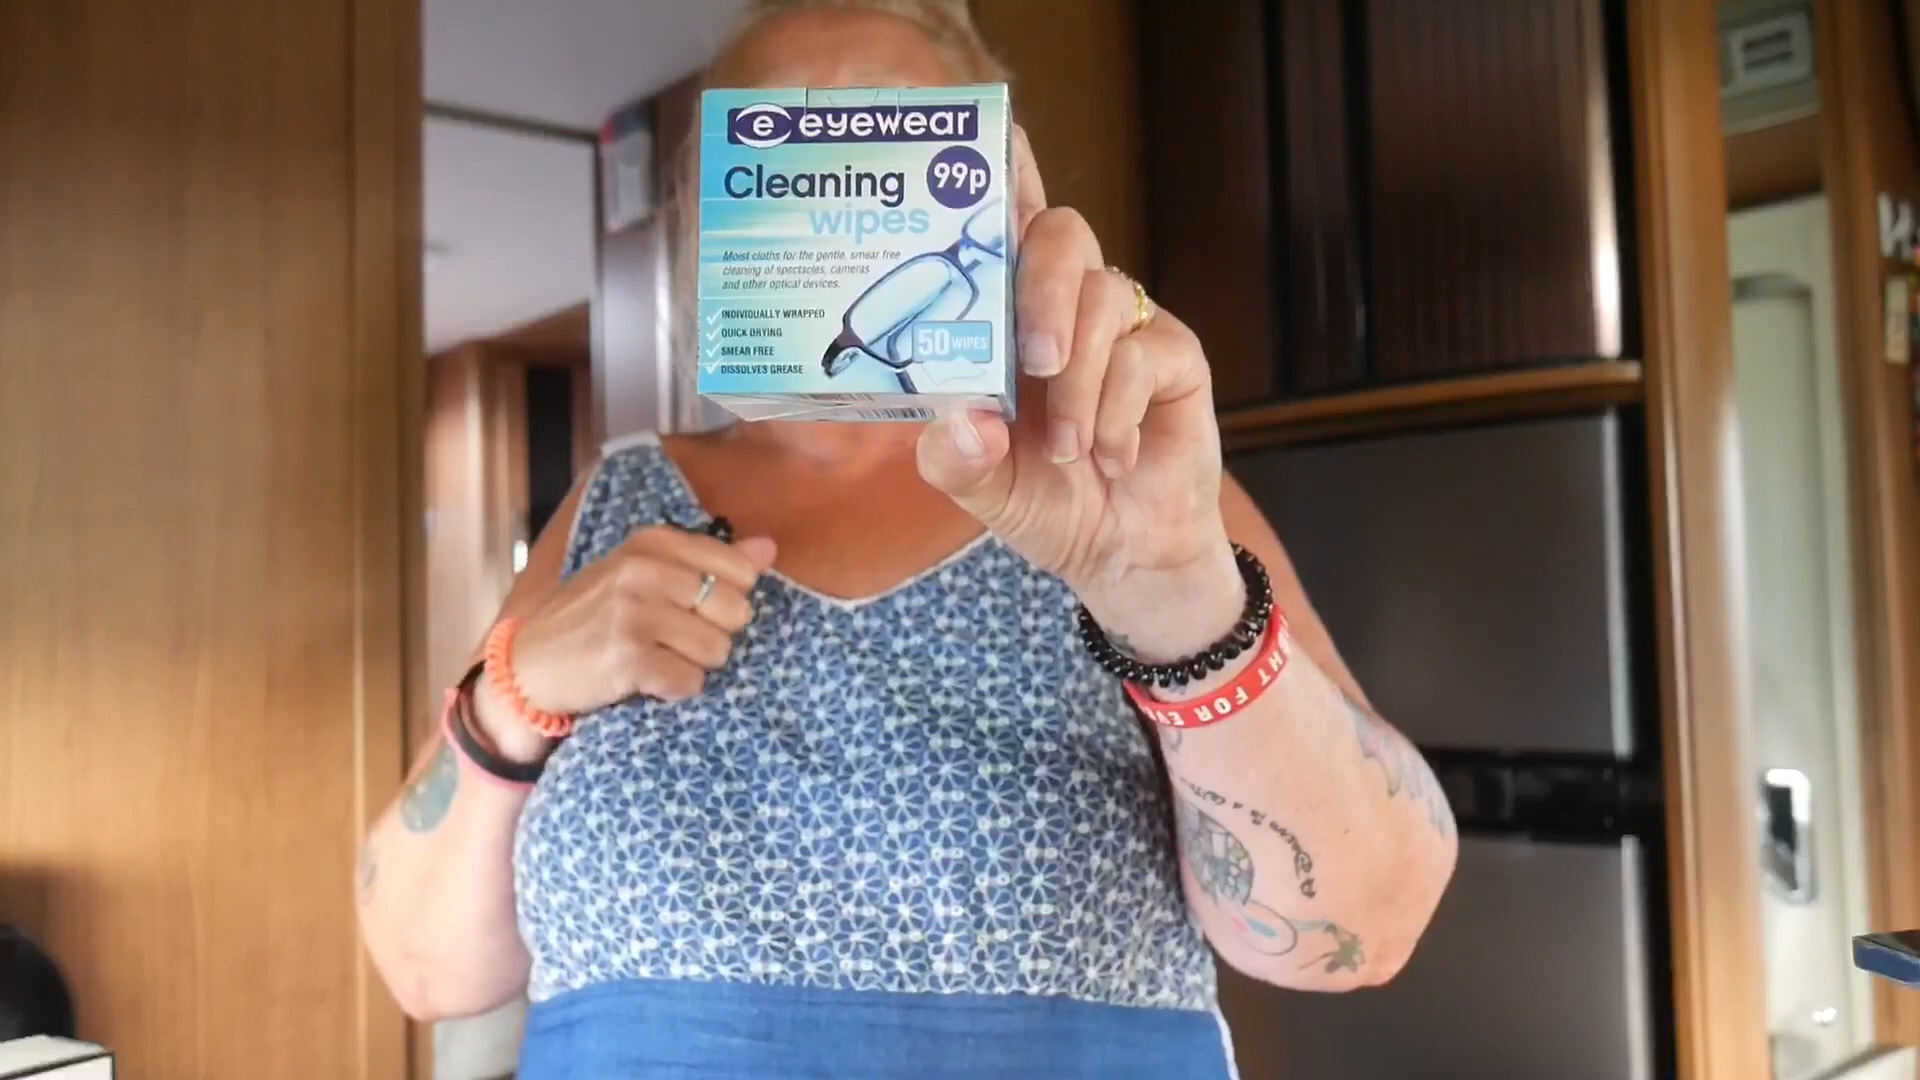 e eyewear
Cleaning
99p
wipes
Moist cloths for the gentle, smear free
cleaning of spectacles, cameras
and other optical devices.
INDIVIDUALLY WRAPPED
QUICK DRYING
SMEAR FREE
DISSOLVES GREASE
50 WIPES
FOR